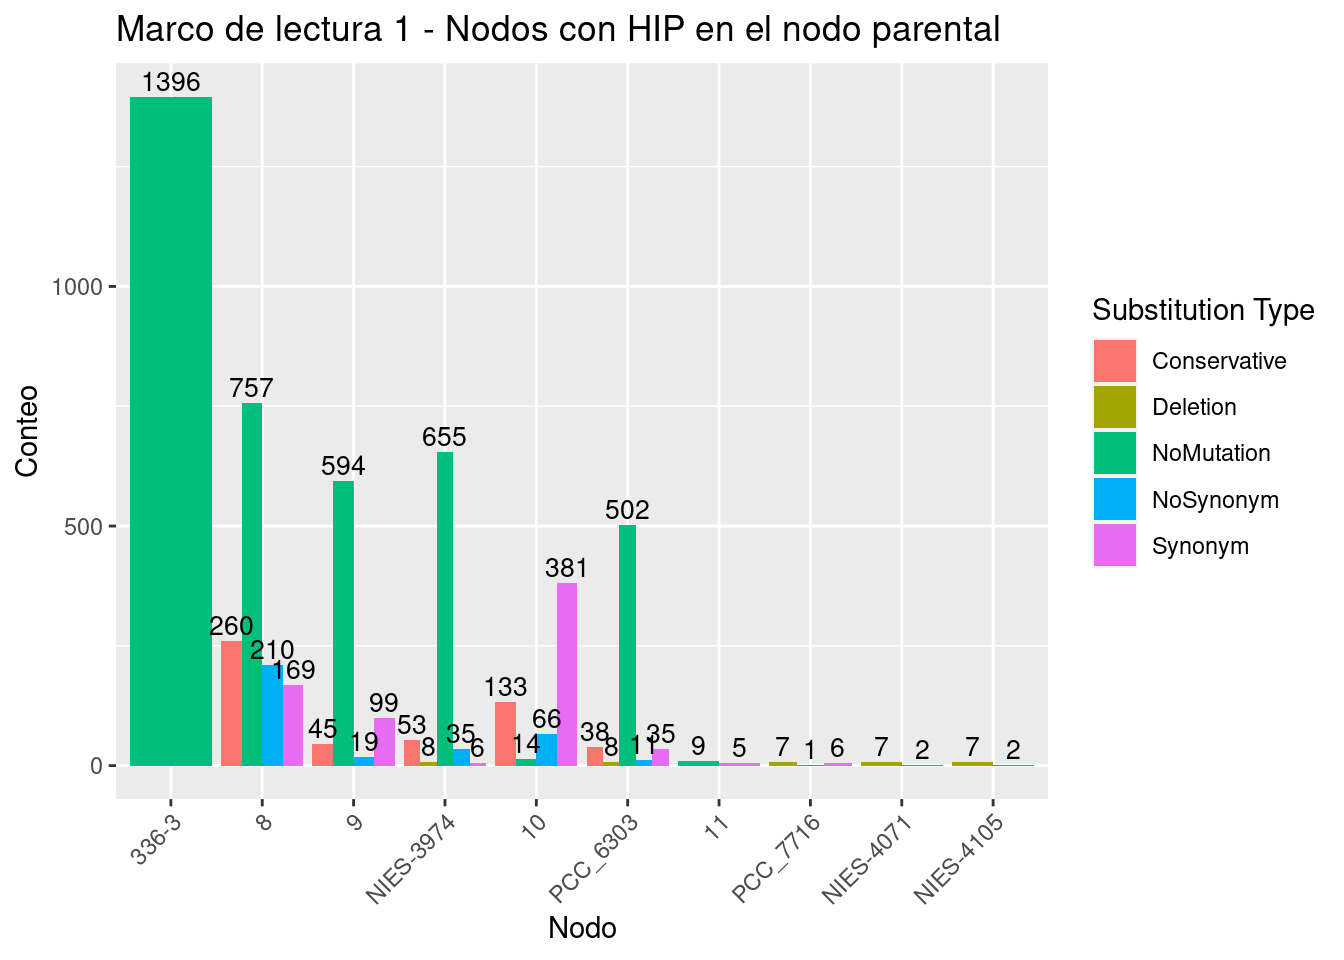 Marco de lectura 1 - Nodos con HIP en el nodo parental
Conteo
1000
500
0
1396
260
757
210
169
45
594
19
99
53
8
655
35
6
133
14
66
381
38
8
502
11
35
9
5
7
1
6
7
2
7
2
336-3
8
9
NIES-3974
10
PCC_6303
11
PCC_7716
NIES-4071
NIES-4105
Nodo
Substitution Type
Conservative
Deletion
NoMutation
NoSynonym
Synonym